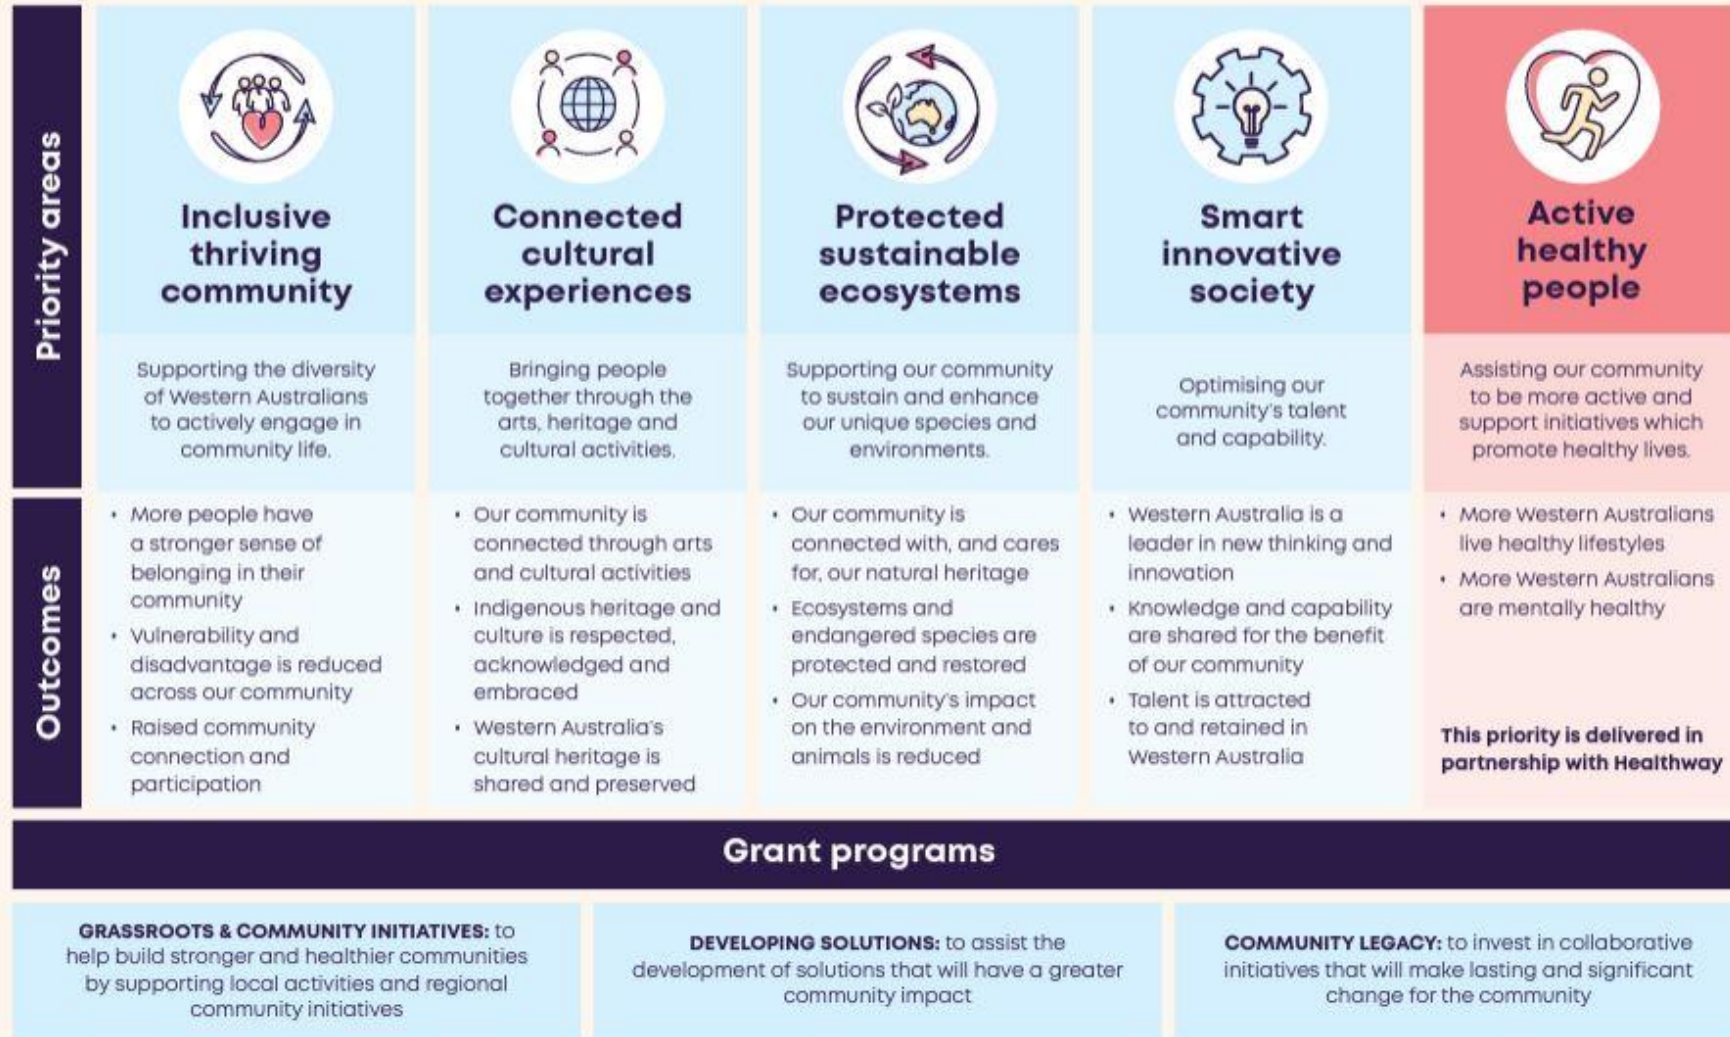 Priority areas
Inclusive
thriving
community
Supporting the diversity
of Western Australians
to actively engage in
community life.
Connected
cultural
experiences
Bringing people
together through the
arts, heritage and
cultural activities.
Protected
sustainable
ecosystems
Supporting our community
to sustain and enhance
our unique species and
environments.
Smart
innovative
society
Optimising our
community's talent
and capability.
Active
healthy
people
Assisting our community
to be more active and
support initiatives which
promote healthy lives.
Outcomes
• More people have
a stronger sense of
belonging in their
community
• Vulnerability and
disadvantage is reduced
across our community
• Raised community
connection and
participation
• Our community is
connected through arts
and cultural activities
• Indigenous heritage and
culture is respected,
acknowledged and
embraced
• Western Australia's
cultural heritage is
shared and preserved
• Our community is
connected with, and cares
for, our natural heritage
• Ecosystems and
endangered species are
protected and restored
• Our community's impact
on the environment and
animals is reduced
• Western Australia is a
leader in new thinking and
innovation
• Knowledge and capability
are shared for the benefit
of our community
• Talent is attracted
to and retained in
Western Australia
• More Western Australians
live healthy lifestyles
• More Western Australians
are mentally healthy
This priority is delivered in
partnership with Healthway
Grant programs
GRASSROOTS & COMMUNITY INITIATIVES: to
help build stronger and healthier communities
by supporting local activities and regional
community initiatives
DEVELOPING SOLUTIONS: to assist the
development of solutions that will have a greater
community impact
COMMUNITY LEGACY: to invest in collaborative
initiatives that will make lasting and significant
change for the community